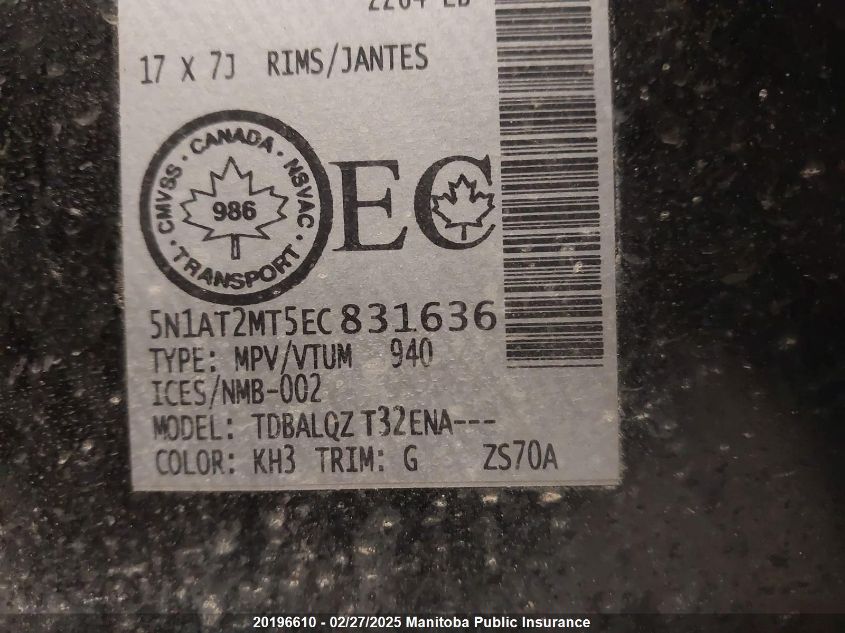 17 X 7J RIMS/JANTES
CMVSS · CANADA · NSVAC · TRANSPORT
986
EC
5N1AT2MT5EC831636
TYPE: MPV/VTUM 940
ICES/NMB-002
MODEL: TDBALQZ T32ENA---
COLOR: KH3 TRIM: G ZS70A
20196610 - 02/27/2025 Manitoba Public Insurance